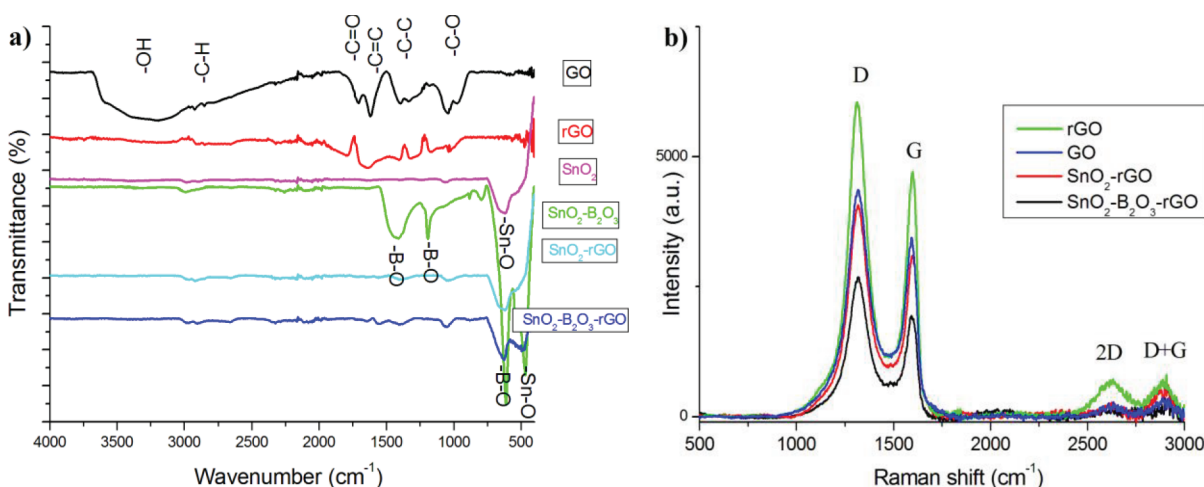 a)
-OH
-C-H
-C=O
-C=C
-C-C
-C-O
GO
rGO
SnO₂
SnO₂-B₂O₃
SnO₂-rGO
SnO₂-B₂O₃-rGO
-B-O
-B-O
-Sn-O
-B-O
-Sn-O
Transmittance (%)
4000 3500 3000 2500 2000 1500 1000 500
Wavenumber (cm⁻¹)
b)
D
G
2D
D+G
rGO
GO
SnO₂-rGO
SnO₂-B₂O₃-rGO
5000
0
Intensity (a.u.)
500 1000 1500 2000 2500 3000
Raman shift (cm⁻¹)